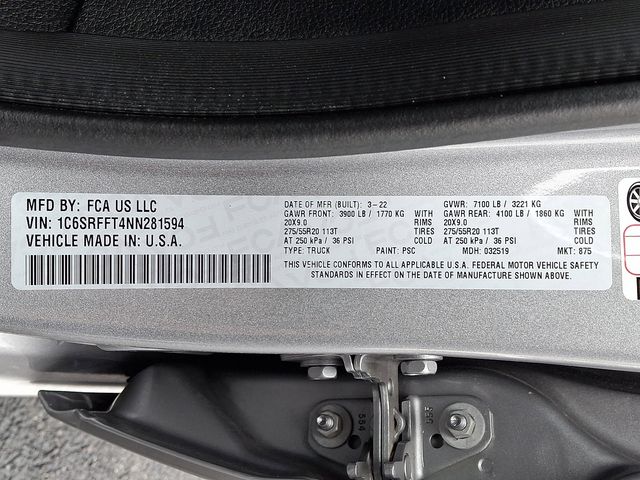 MFD BY: FCA US LLC
VIN: 1C6SRFFT4NN281594
VEHICLE MADE IN U.S.A.
DATE OF MFR (BUILT): 3-22 GVWR: 7100 LB / 3221 KG
GAWR FRONT: 3900 LB / 1770 KG WITH GAWR REAR: 4100 LB / 1860 KG WITH
20X9.0 RIMS 20X9.0 RIMS
275/55R20 113T TIRES 275/55R20 113T TIRES
AT 250 kPa / 36 PSI COLD AT 250 kPa / 36 PSI COLD
TYPE: TRUCK PAINT: PSC MDH: 032519 MKT: 875
THIS VEHICLE CONFORMS TO ALL APPLICABLE U.S.A. FEDERAL MOTOR VEHICLE SAFETY
STANDARDS IN EFFECT ON THE DATE OF MANUFACTURE SHOWN ABOVE.
554